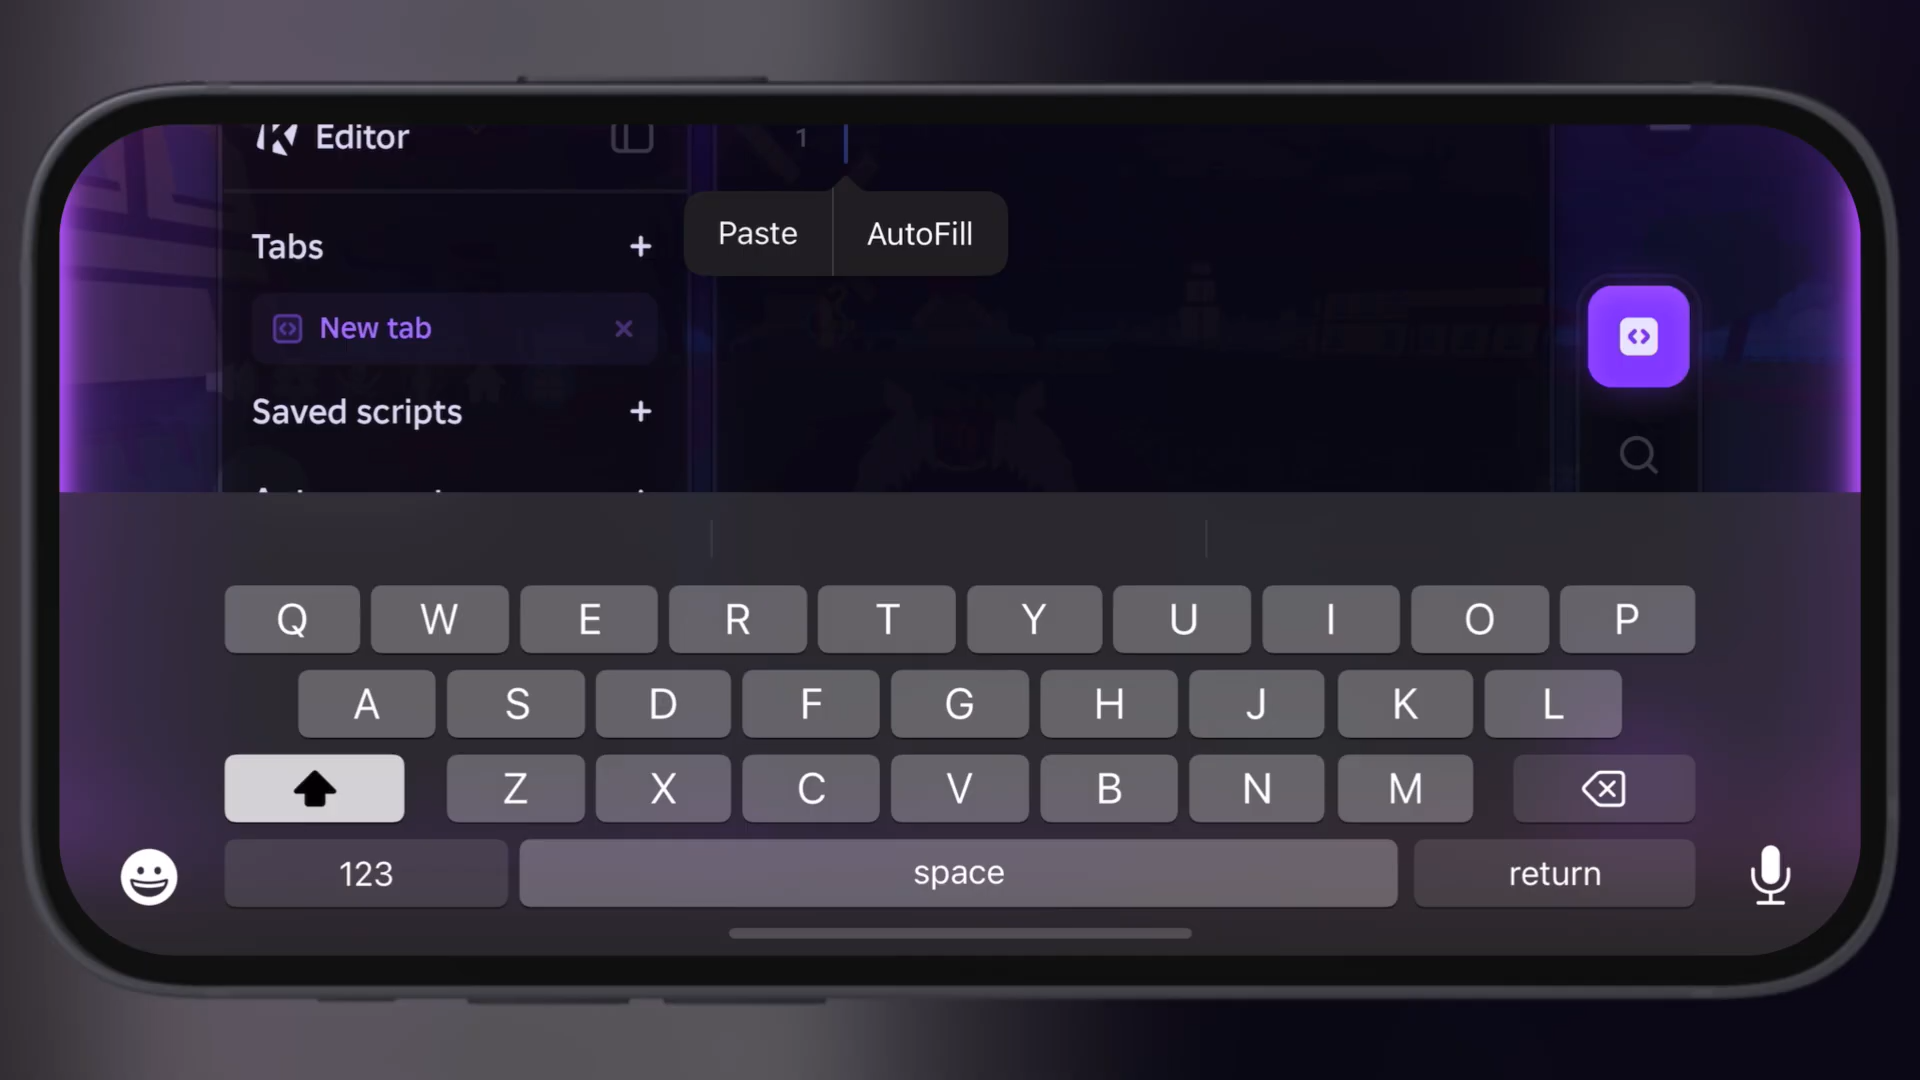 Editor
1
Paste
AutoFill
Tabs
+
New tab
Saved scripts
+
Q W E R T Y U I O P
A S D F G H J K L
Z X C V B N M
123
space
return